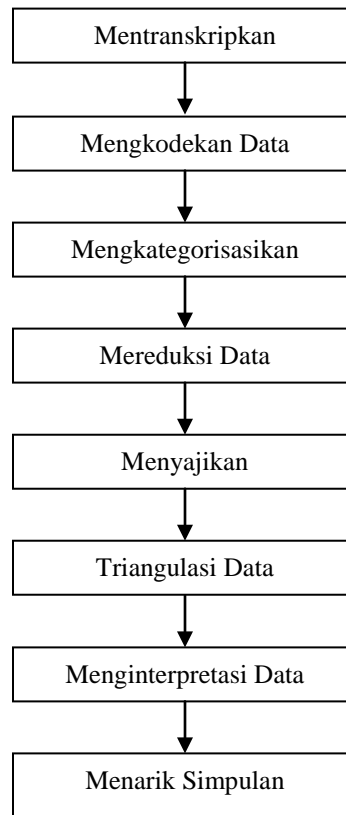 Mentranskripkan
Mengkodekan Data
Mengkategorisasikan
Mereduksi Data
Menyajikan
Triangulasi Data
Menginterpretasi Data
Menarik Simpulan